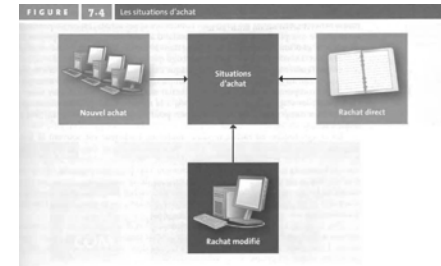 FIGURE 7.4 Les situations d'achat
Situations
d'achat
Nouvel achat
Rachat direct
Rachat modifié